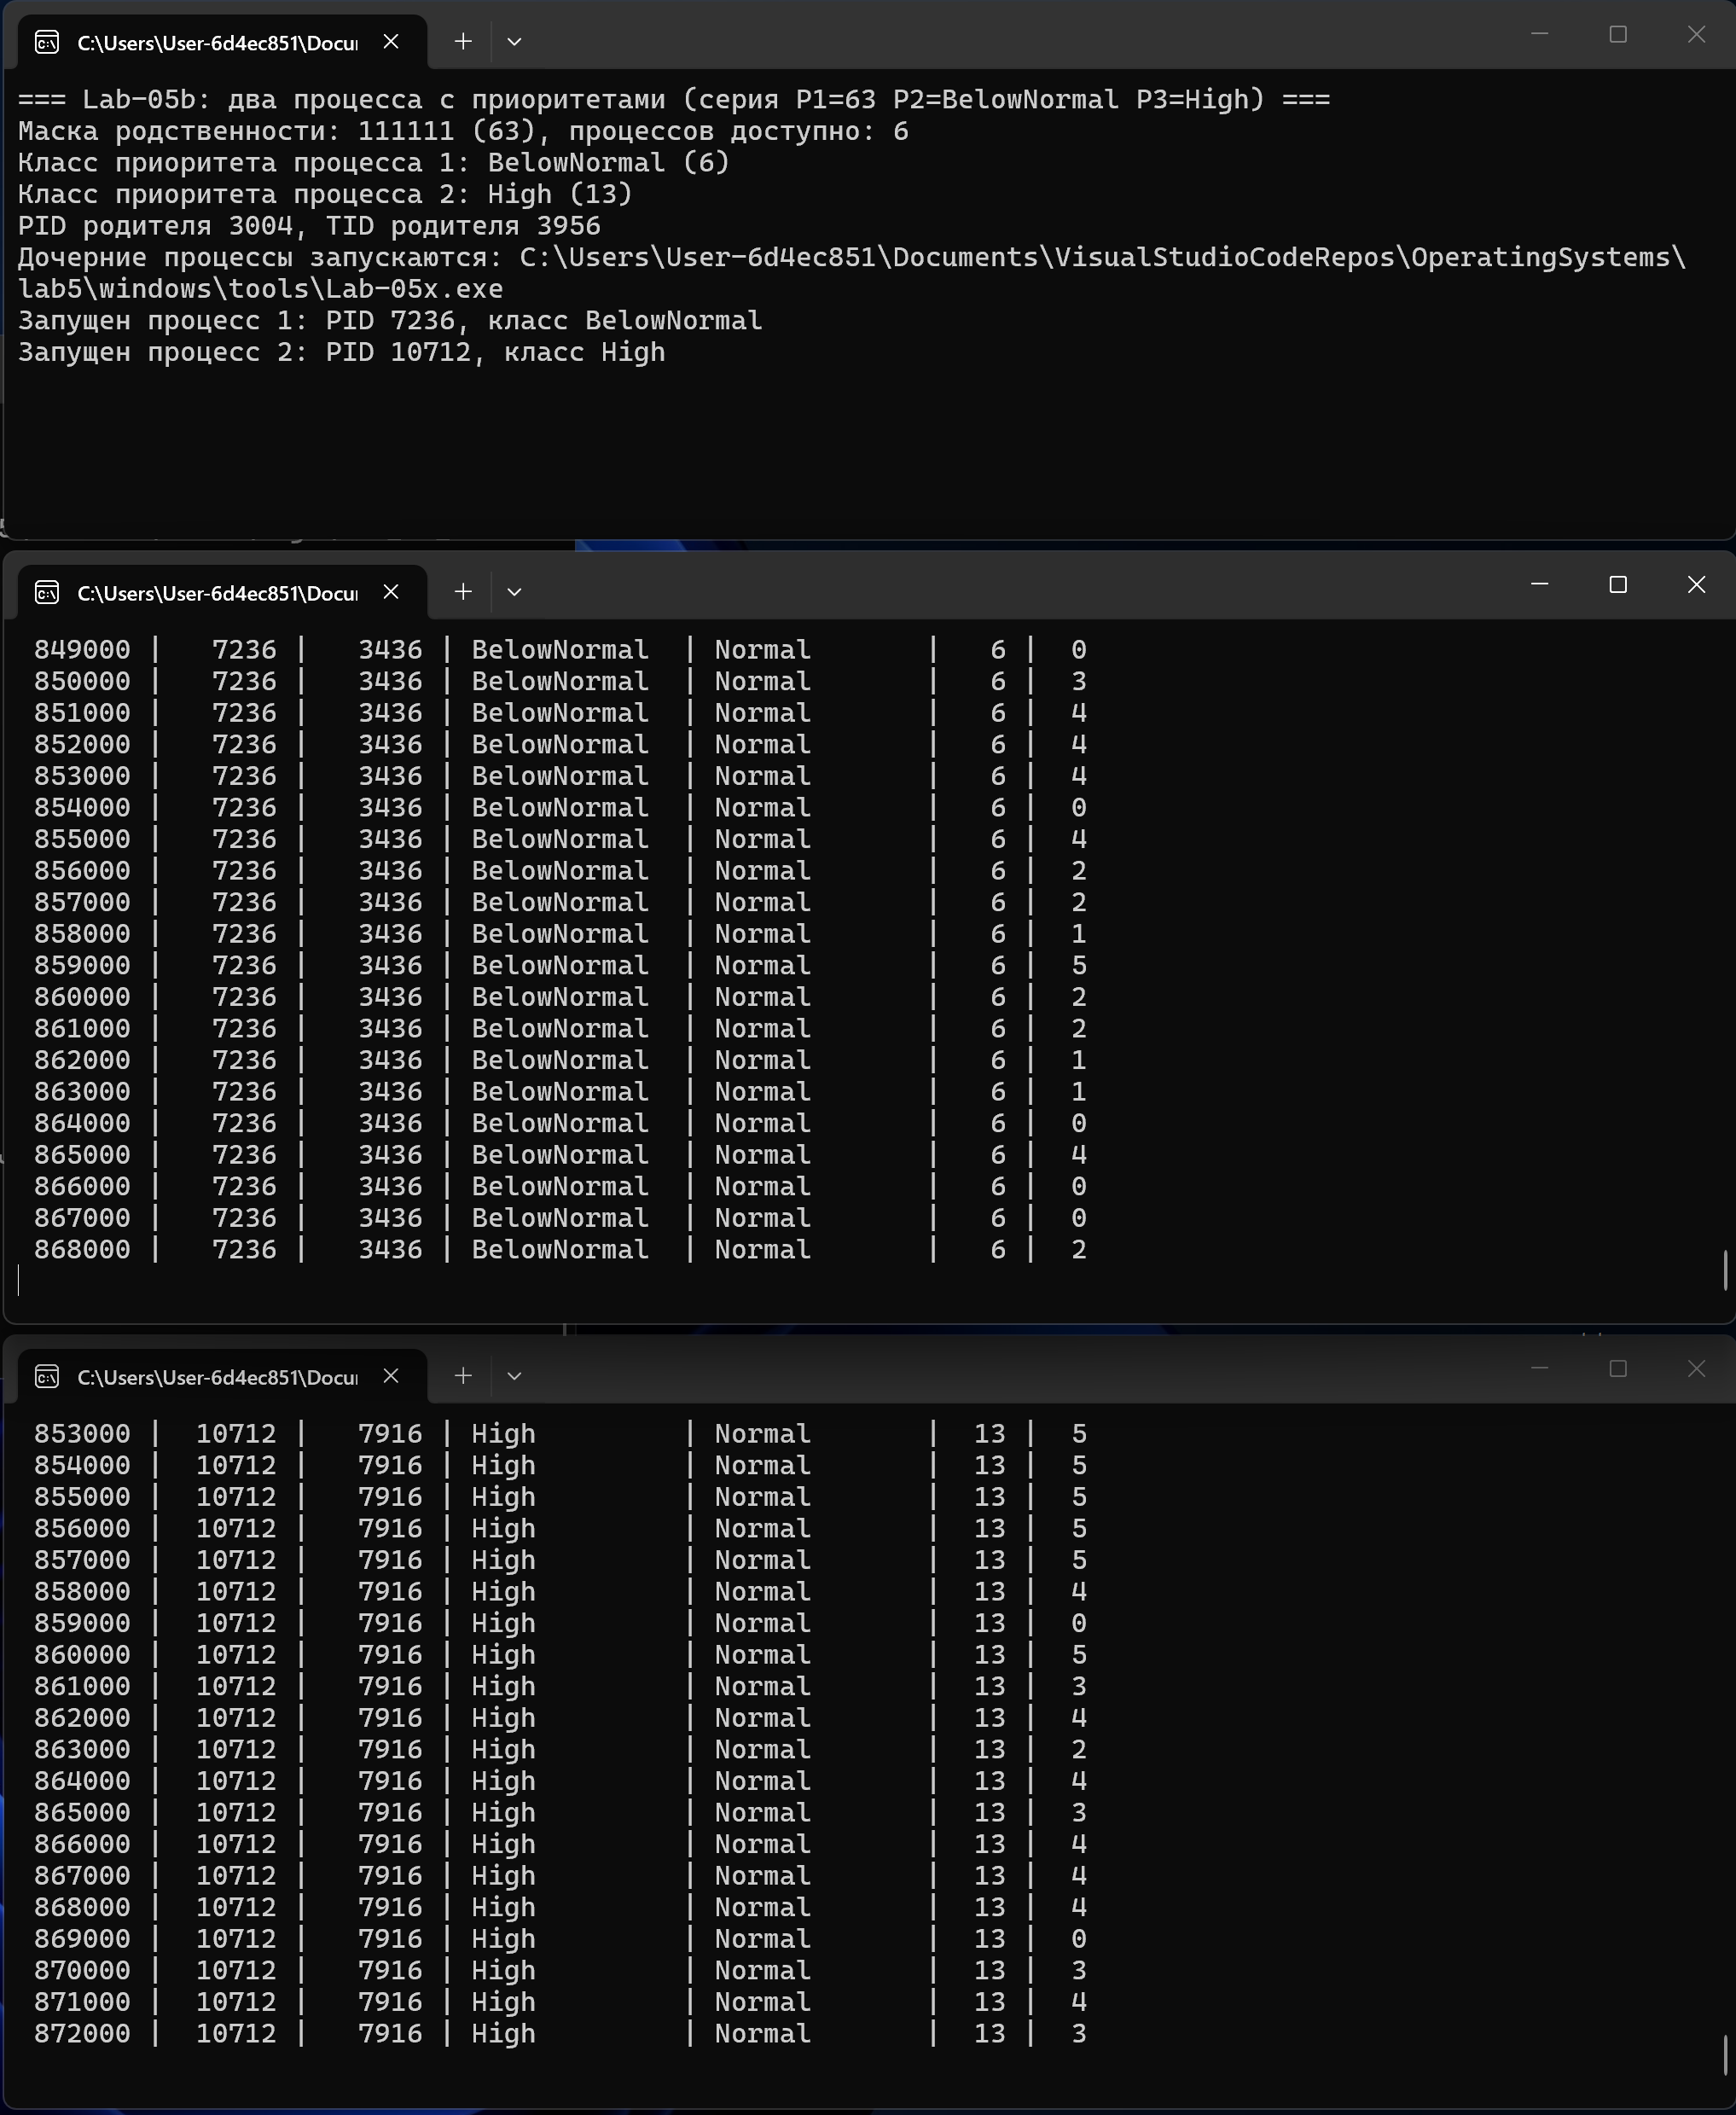 C:\Users\User-6d4ec851\Docu
=== Lab-05b: два процесса с приоритетами (серия P1=63 P2=BelowNormal P3=High) ===
Маска родственности: 111111 (63), процессов доступно: 6
Класс приоритета процесса 1: BelowNormal (6)
Класс приоритета процесса 2: High (13)
PID родителя 3004, TID родителя 3956
Дочерние процессы запускаются: C:\Users\User-6d4ec851\Documents\VisualStudioCodeRepos\OperatingSystems\
lab5\windows\tools\Lab-05x.exe
Запущен процесс 1: PID 7236, класс BelowNormal
Запущен процесс 2: PID 10712, класс High
C:\Users\User-6d4ec851\Docu
849000 | 7236 | 3436 | BelowNormal | Normal | 6 | 0
850000 | 7236 | 3436 | BelowNormal | Normal | 6 | 3
851000 | 7236 | 3436 | BelowNormal | Normal | 6 | 4
852000 | 7236 | 3436 | BelowNormal | Normal | 6 | 4
853000 | 7236 | 3436 | BelowNormal | Normal | 6 | 4
854000 | 7236 | 3436 | BelowNormal | Normal | 6 | 0
855000 | 7236 | 3436 | BelowNormal | Normal | 6 | 4
856000 | 7236 | 3436 | BelowNormal | Normal | 6 | 2
857000 | 7236 | 3436 | BelowNormal | Normal | 6 | 2
858000 | 7236 | 3436 | BelowNormal | Normal | 6 | 1
859000 | 7236 | 3436 | BelowNormal | Normal | 6 | 5
860000 | 7236 | 3436 | BelowNormal | Normal | 6 | 2
861000 | 7236 | 3436 | BelowNormal | Normal | 6 | 2
862000 | 7236 | 3436 | BelowNormal | Normal | 6 | 1
863000 | 7236 | 3436 | BelowNormal | Normal | 6 | 1
864000 | 7236 | 3436 | BelowNormal | Normal | 6 | 0
865000 | 7236 | 3436 | BelowNormal | Normal | 6 | 4
866000 | 7236 | 3436 | BelowNormal | Normal | 6 | 0
867000 | 7236 | 3436 | BelowNormal | Normal | 6 | 0
868000 | 7236 | 3436 | BelowNormal | Normal | 6 | 2
C:\Users\User-6d4ec851\Docu
853000 | 10712 | 7916 | High | Normal | 13 | 5
854000 | 10712 | 7916 | High | Normal | 13 | 5
855000 | 10712 | 7916 | High | Normal | 13 | 5
856000 | 10712 | 7916 | High | Normal | 13 | 5
857000 | 10712 | 7916 | High | Normal | 13 | 5
858000 | 10712 | 7916 | High | Normal | 13 | 4
859000 | 10712 | 7916 | High | Normal | 13 | 0
860000 | 10712 | 7916 | High | Normal | 13 | 5
861000 | 10712 | 7916 | High | Normal | 13 | 3
862000 | 10712 | 7916 | High | Normal | 13 | 4
863000 | 10712 | 7916 | High | Normal | 13 | 2
864000 | 10712 | 7916 | High | Normal | 13 | 4
865000 | 10712 | 7916 | High | Normal | 13 | 3
866000 | 10712 | 7916 | High | Normal | 13 | 4
867000 | 10712 | 7916 | High | Normal | 13 | 4
868000 | 10712 | 7916 | High | Normal | 13 | 4
869000 | 10712 | 7916 | High | Normal | 13 | 0
870000 | 10712 | 7916 | High | Normal | 13 | 3
871000 | 10712 | 7916 | High | Normal | 13 | 4
872000 | 10712 | 7916 | High | Normal | 13 | 3